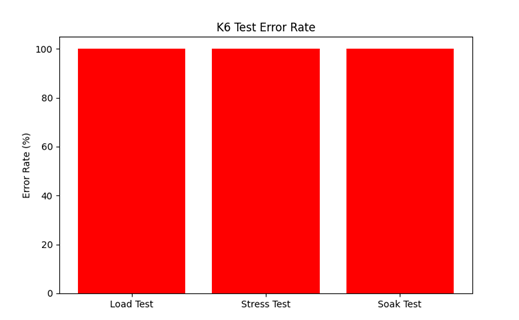 K6 Test Error Rate
Error Rate (%)
100
80
60
40
20
0
Load Test
Stress Test
Soak Test